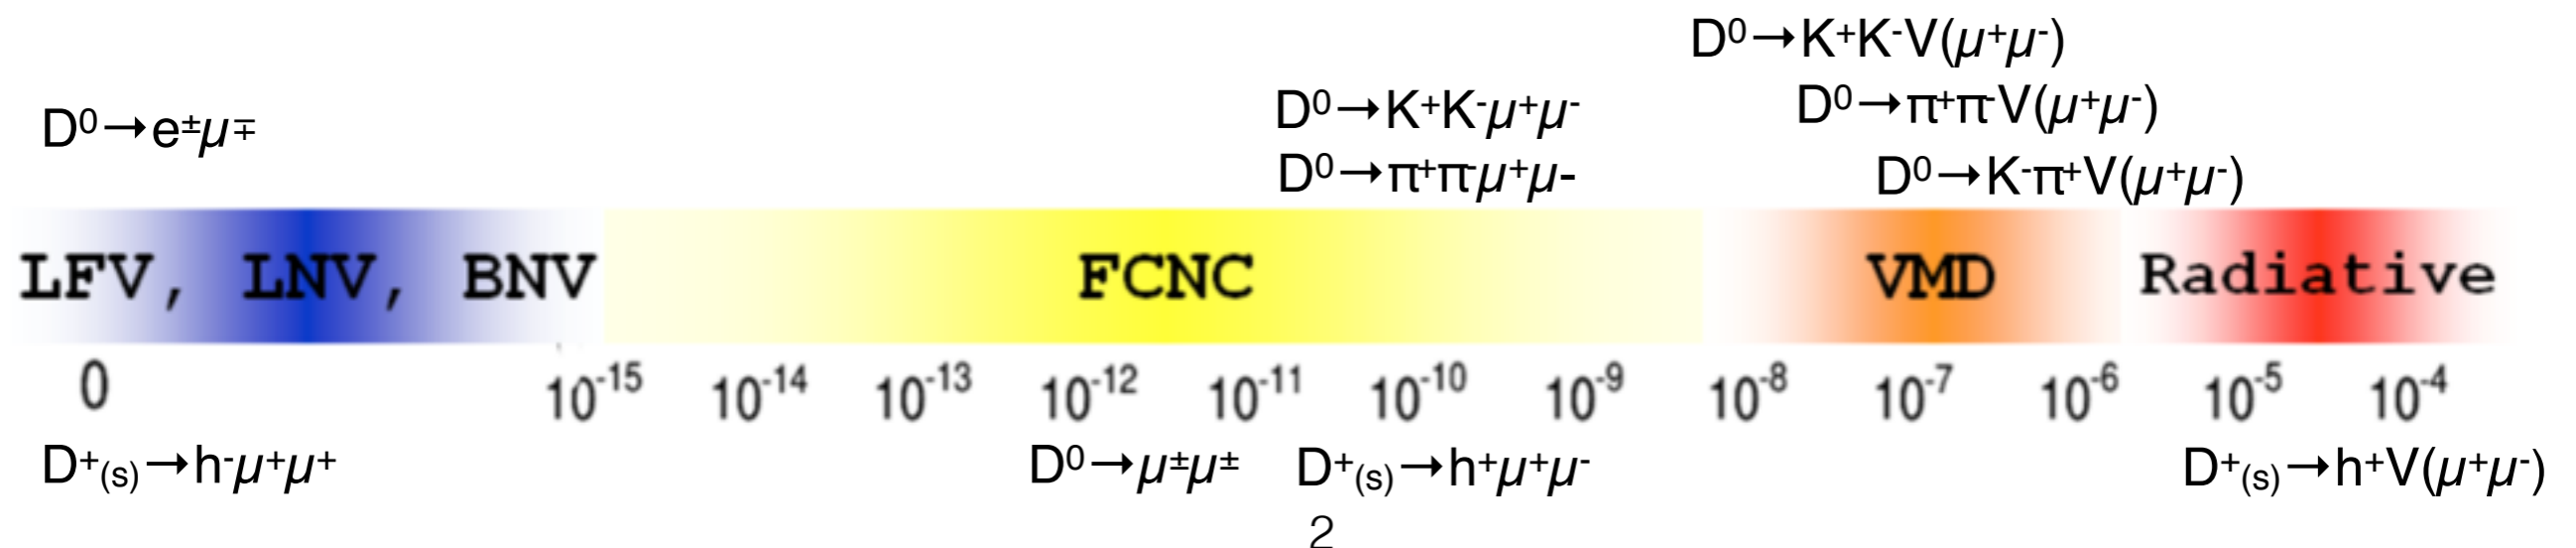 D⁰→K⁺K⁻V(μ⁺μ⁻)
D⁰→π⁺π⁻V(μ⁺μ⁻)
D⁰→K⁺K⁻μ⁺μ⁻
D⁰→e±μ∓
D⁰→π⁺π⁻μ⁺μ-
D⁰→K⁻π⁺V(μ⁺μ⁻)
LFV, LNV, BNV FCNC VMD Radiative
0 10⁻¹⁵ 10⁻¹⁴ 10⁻¹³ 10⁻¹² 10⁻¹¹ 10⁻¹⁰ 10⁻⁹ 10⁻⁸ 10⁻⁷ 10⁻⁶ 10⁻⁵ 10⁻⁴
D⁺₍s₎→h⁻μ⁺μ⁺ D⁰→μ±μ± D⁺₍s₎→h⁺μ⁺μ⁻ D⁺₍s₎→h⁺V(μ⁺μ⁻)
2